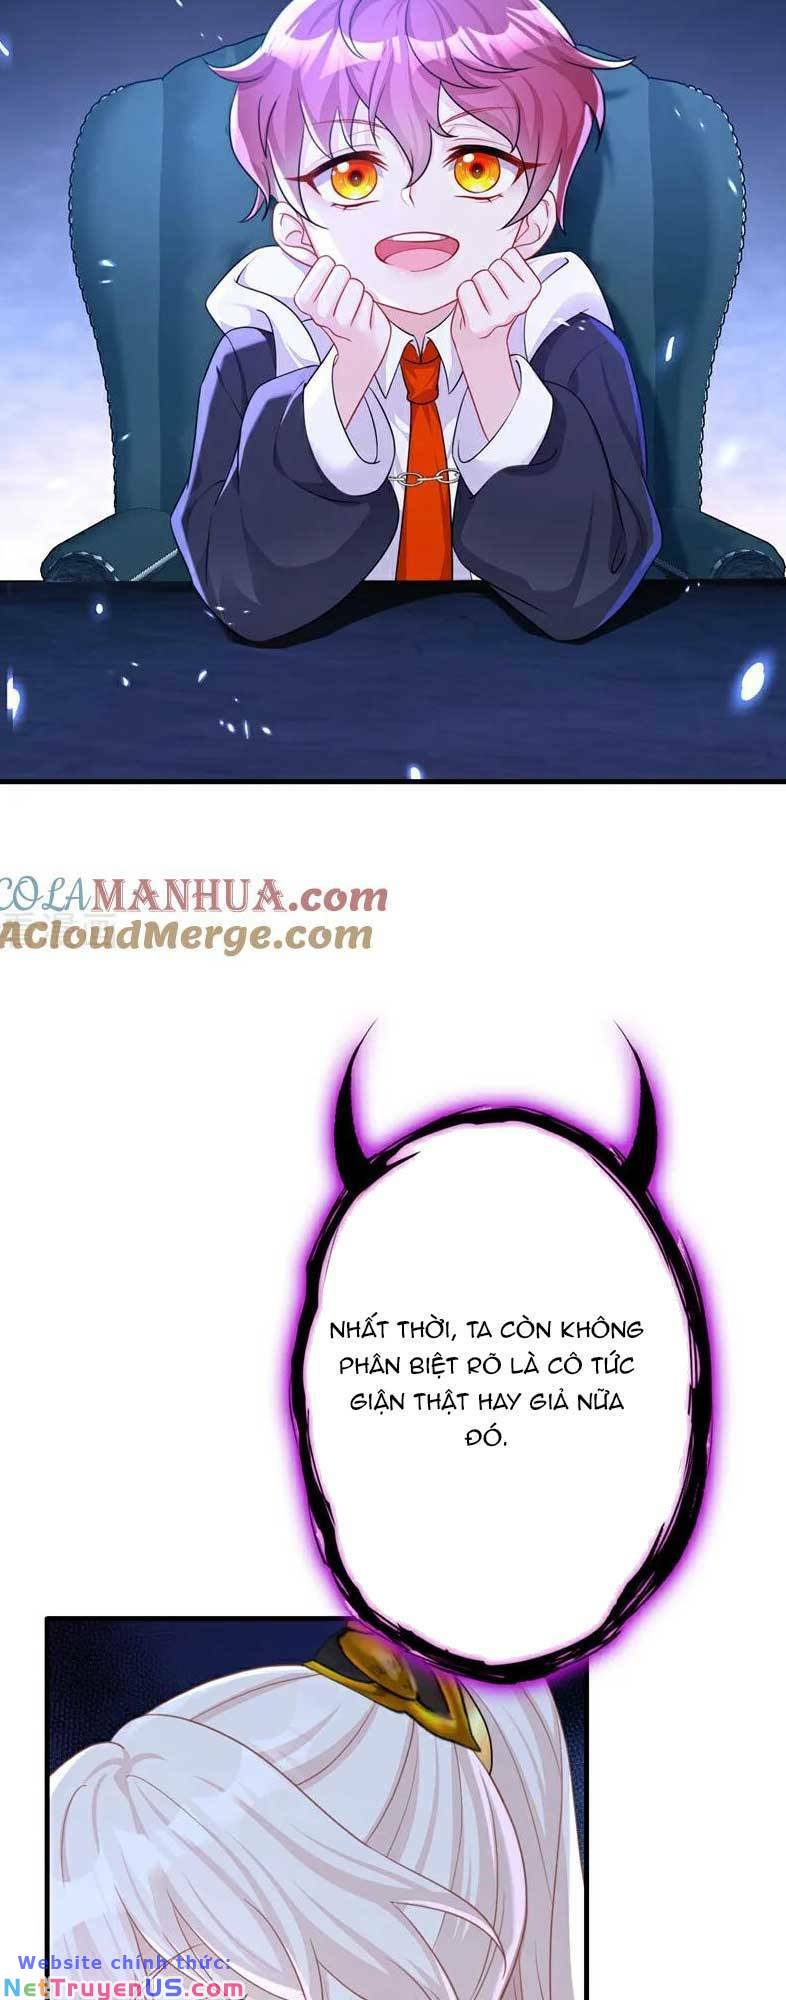 COLAMANHUA.com
ACloudMerge.com
NHẤT THỜI, TA CÒN KHÔNG
PHÂN BIỆT RÕ LÀ CÔ TỨC
GIẬN THẬT HAY GIẢ NỮA
ĐÓ.
Website chính thức:
NetTruyenUS.com